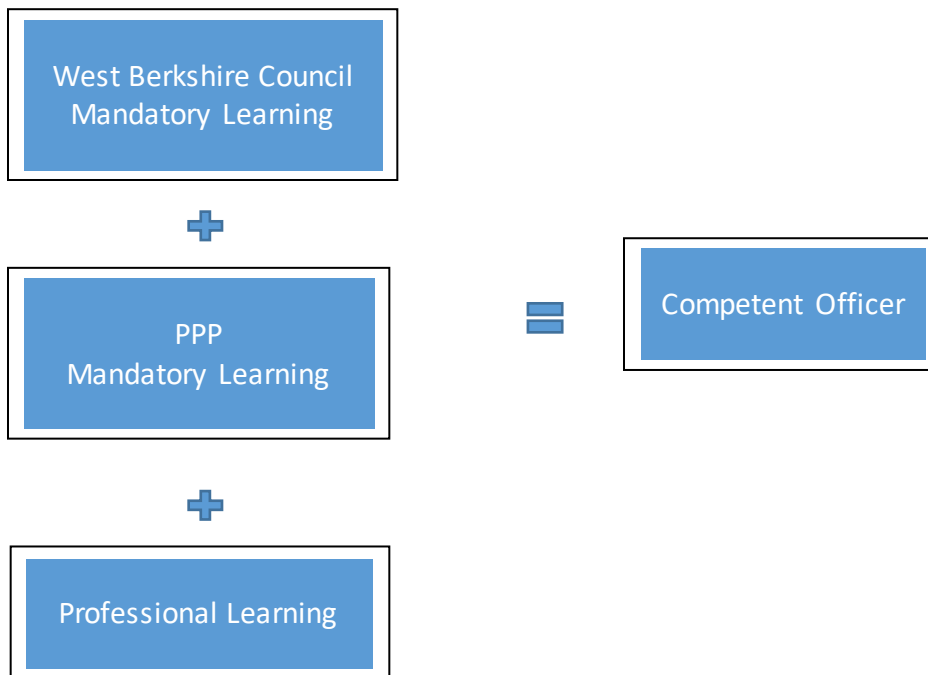 West Berkshire Council
Mandatory Learning
PPP
Mandatory Learning
Professional Learning
Competent Officer